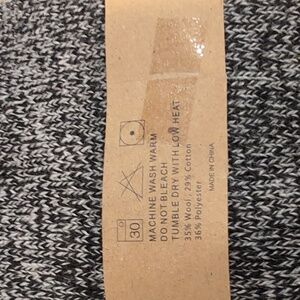 30
MACHINE WASH WARM
DO NOT BLEACH
TUMBLE DRY WITH LOW HEAT
35% Wool, 29% Cotton
36% Polyester
MADE IN CHINA